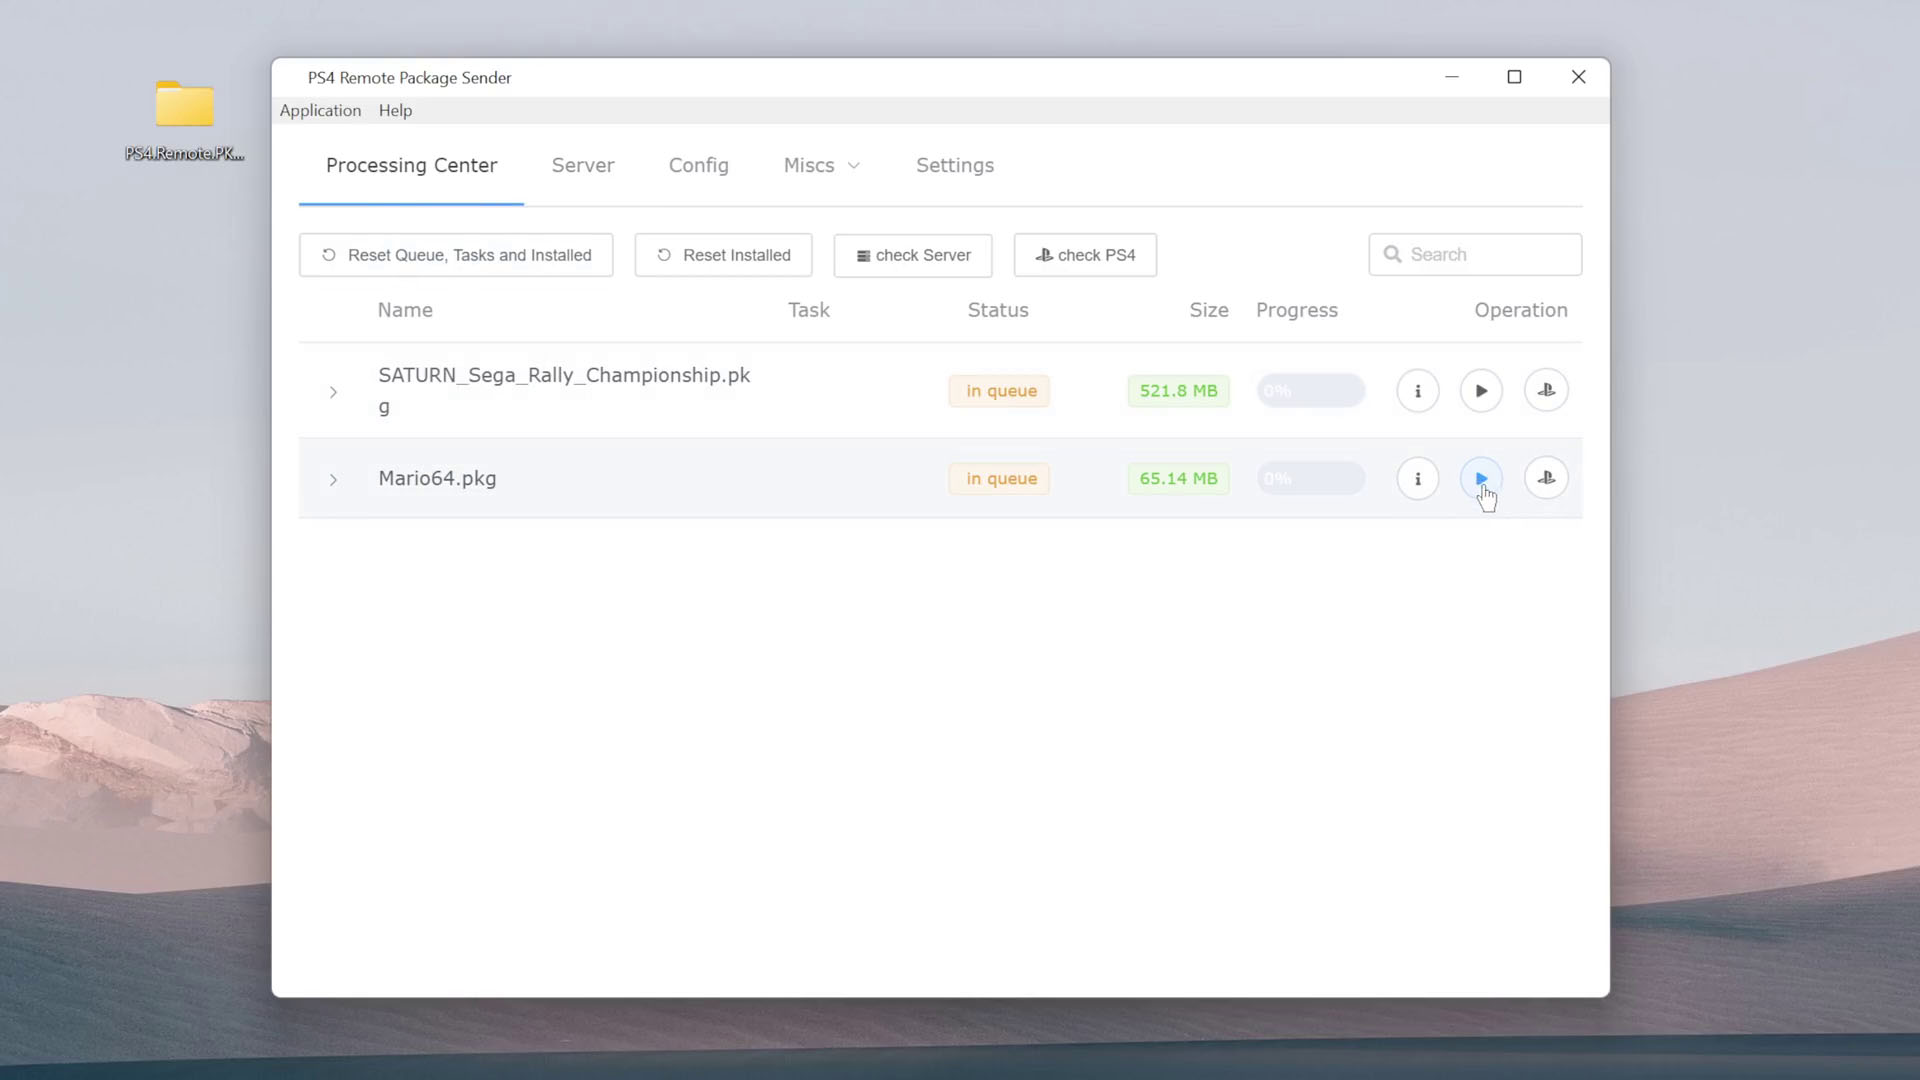 PS4 Remote Package Sender
Application Help
PS4.Remote.PK...
Processing Center Server Config Miscs Settings
Reset Queue, Tasks and Installed Reset Installed check Server check PS4 Search
Name Task Status Size Progress Operation
SATURN_Sega_Rally_Championship.pk
g
in queue 521.8 MB 0%
Mario64.pkg in queue 65.14 MB 0%